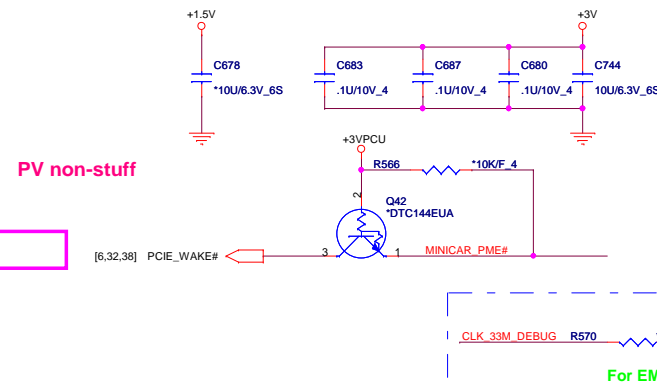 +1.5V
+3V
C678
C683
C687
C680
C744
*10U/6.3V_6S
.1U/10V_4
.1U/10V_4
.1U/10V_4
10U/6.3V_6S
+3VPCU
PV non-stuff
R566
*10K/F_4
2
Q42
*DTC144EUA
[6,32,38] PCIE_WAKE#
3
1
MINICAR_PME#
CLK_33M_DEBUG
R570
For EM